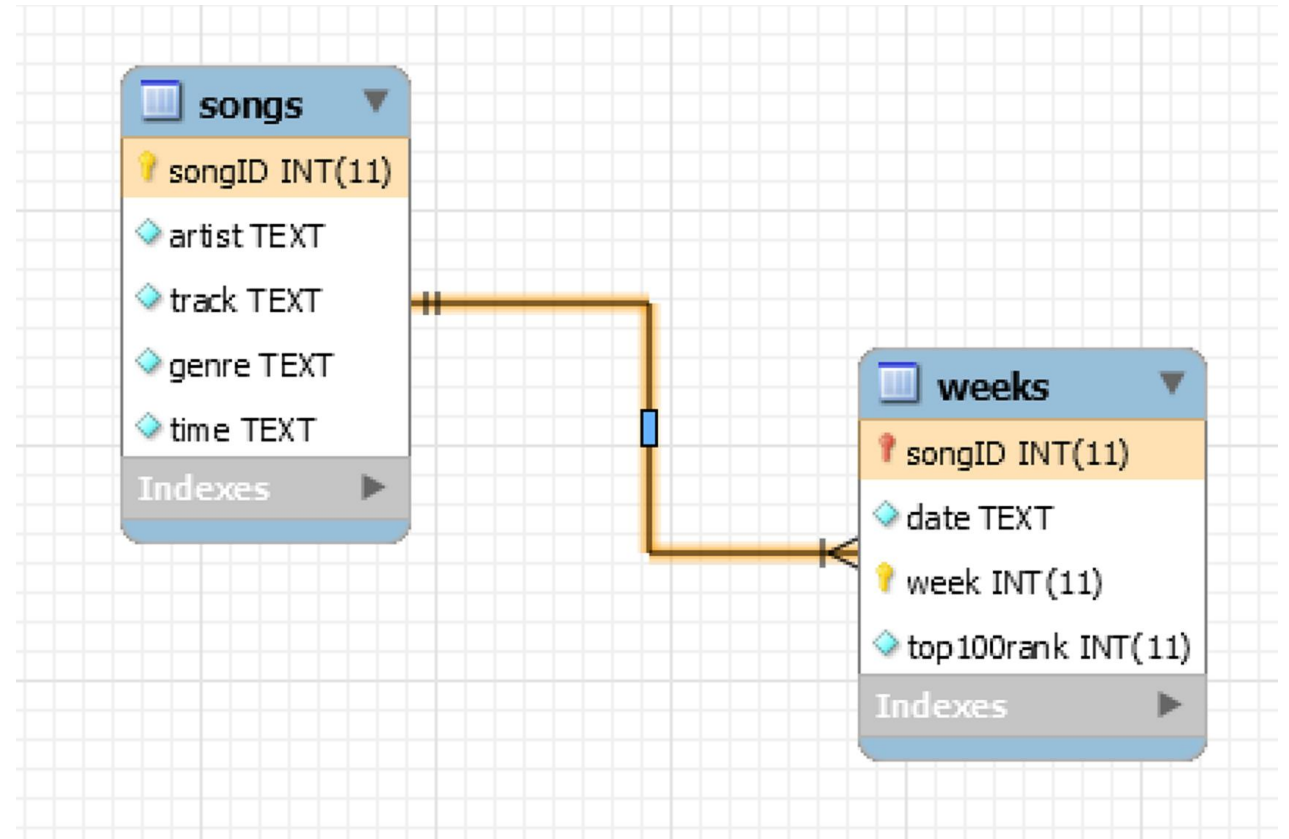 songs
songID INT(11)
artist TEXT
track TEXT
genre TEXT
time TEXT
Indexes
weeks
songID INT(11)
date TEXT
week INT(11)
top100rank INT(11)
Indexes